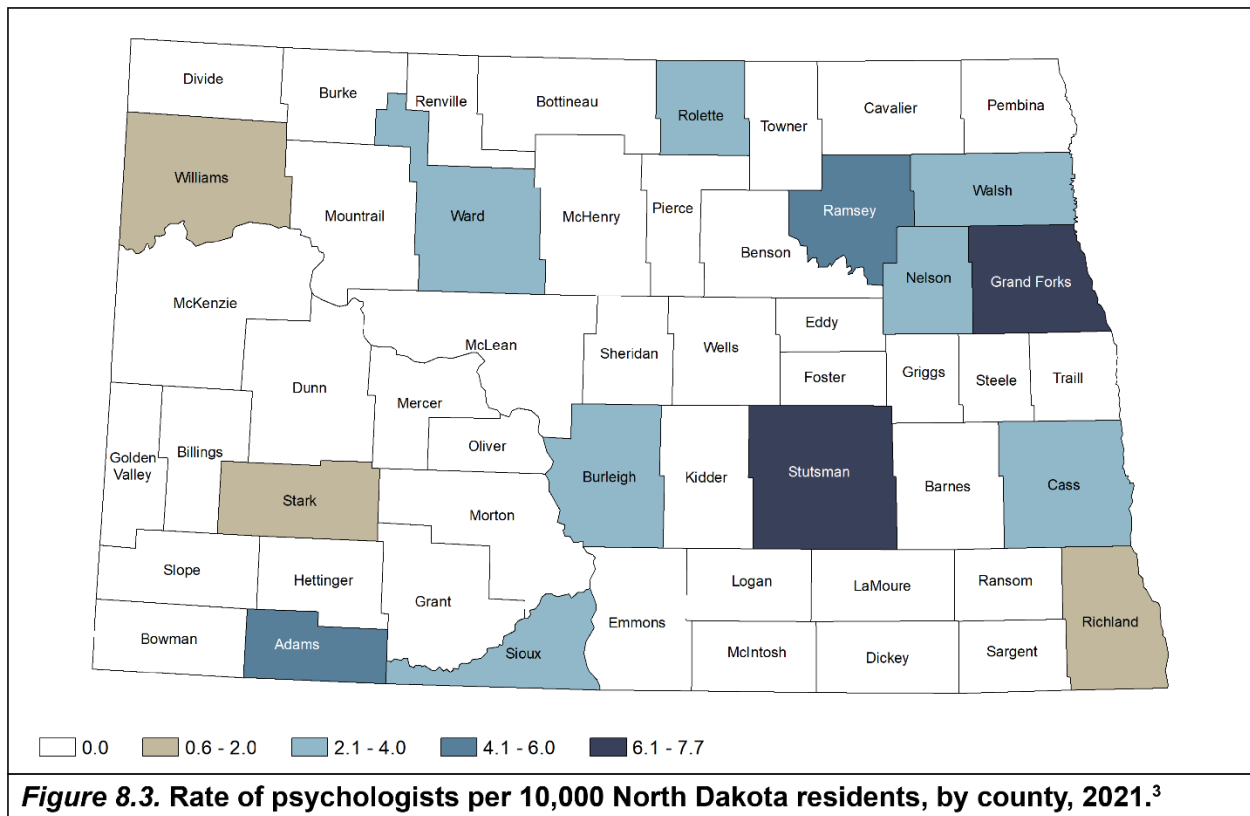 Divide
Burke
Renville
Bottineau
Rolette
Towner
Cavalier
Pembina
Williams
Mountrail
Ward
McHenry
Pierce
Benson
Ramsey
Walsh
Nelson
Grand Forks
McKenzie
McLean
Sheridan
Wells
Eddy
Foster
Griggs
Steele
Traill
Dunn
Mercer
Oliver
Golden
Valley
Billings
Stark
Morton
Burleigh
Kidder
Stutsman
Barnes
Cass
Slope
Hettinger
Grant
Bowman
Adams
Sioux
Emmons
Logan
LaMoure
Ransom
Richland
McIntosh
Dickey
Sargent
0.0 0.6 - 2.0 2.1 - 4.0 4.1 - 6.0 6.1 - 7.7
Figure 8.3. Rate of psychologists per 10,000 North Dakota residents, by county, 2021.³